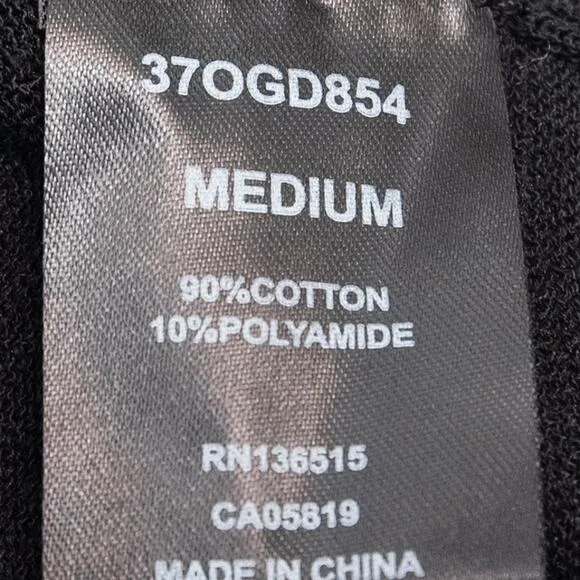 37OGD854
MEDIUM
90%COTTON
10%POLYAMIDE
RN136515
CA05819
MADE IN CHINA